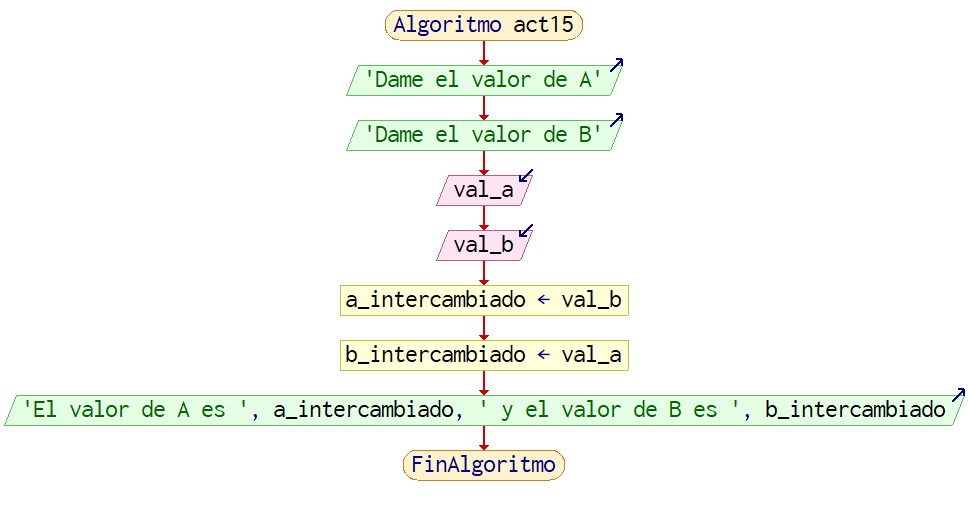 Algoritmo act15
'Dame el valor de A'
'Dame el valor de B'
val_a
val_b
a_intercambiado ← val_b
b_intercambiado ← val_a
'El valor de A es ', a_intercambiado, ' y el valor de B es ', b_intercambiado
FinAlgoritmo